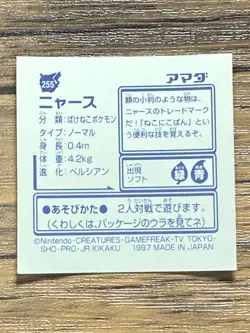 255
ニャース
分類:ばけねこポケモン
タイプ:ノーマル
身長:0.4m
体重:4.2kg
進化:ペルシアン
アマダ
顔の小判のような物は、
ニャースのトレードマーク
だ!「ねこにこばん」とい
う便利な技を覚えるぞ。
出現
ソフト
緑 青
●あそびかた● 2人対戦で遊びます。
(くわしくは、パッケージのウラを見てネ)
©Nintendo・CREATURES・GAMEFREAK・TV TOKYO・
SHO-PRO・JR KIKAKU 1997 MADE IN JAPAN